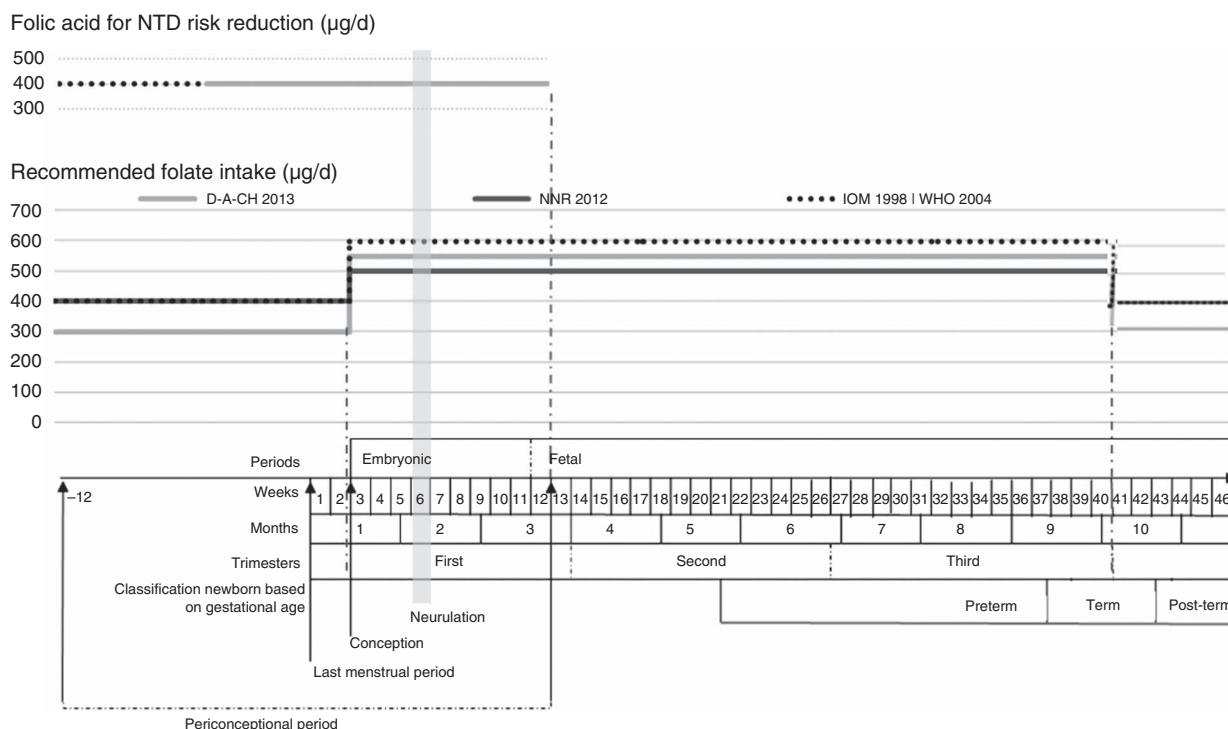 Folic acid for NTD risk reduction (µg/d)
500
400
300
Recommended folate intake (µg/d)
D-A-CH 2013 NNR 2012 IOM 1998 | WHO 2004
700
600
500
400
300
200
100
0
Periods Embryonic Fetal
–12 Weeks 1 2 3 4 5 6 7 8 9 10 11 12 13 14 15 16 17 18 19 20 21 22 23 24 25 26 27 28 29 30 31 32 33 34 35 36 37 38 39 40 41 42 43 44 45 46
Months 1 2 3 4 5 6 7 8 9 10
Trimesters First Second Third
Classification newborn based
on gestational age
Preterm Term Post-term
Neurulation
Conception
Last menstrual period
Periconceptional period